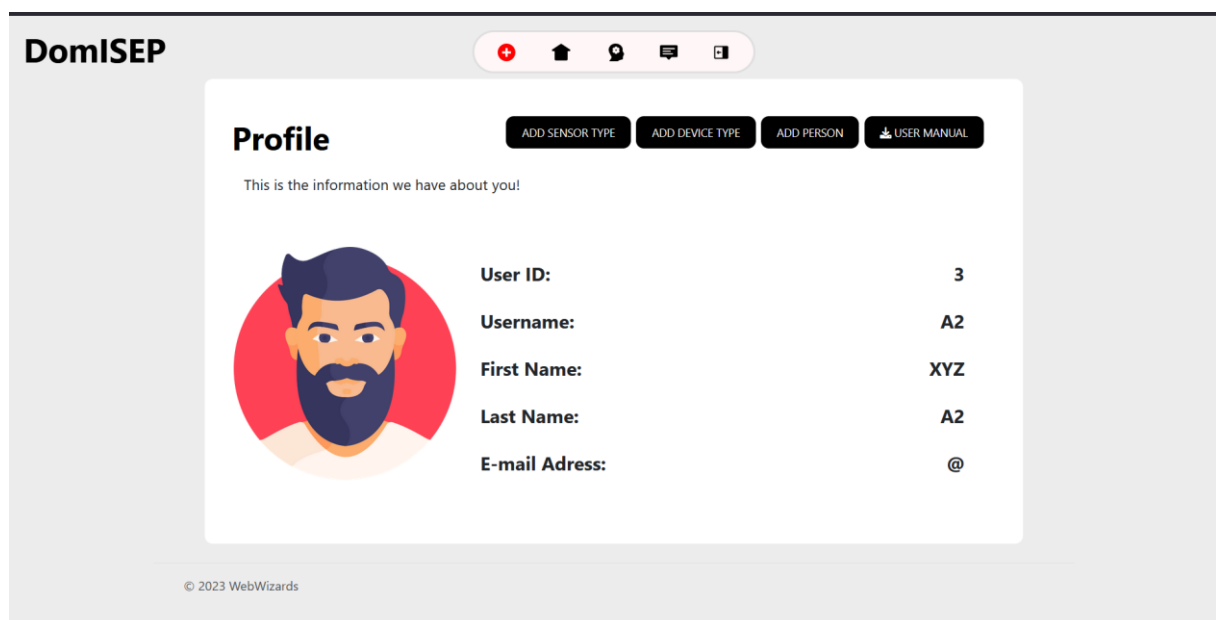 DomISEP
Profile
ADD SENSOR TYPE
ADD DEVICE TYPE
ADD PERSON
USER MANUAL
This is the information we have about you!
User ID: 3
Username: A2
First Name: XYZ
Last Name: A2
E-mail Adress: @
© 2023 WebWizards